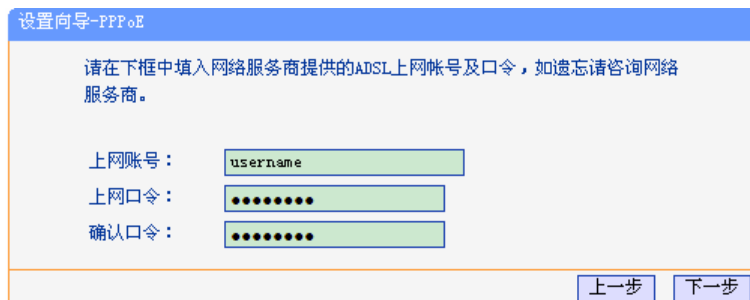 设置向导-PPPoE
请在下框中填入网络服务商提供的ADSL上网帐号及口令，如遗忘请咨询网络
服务商。
上网账号： username
上网口令： ●●●●●●●●
确认口令： ●●●●●●●●
上一步 下一步